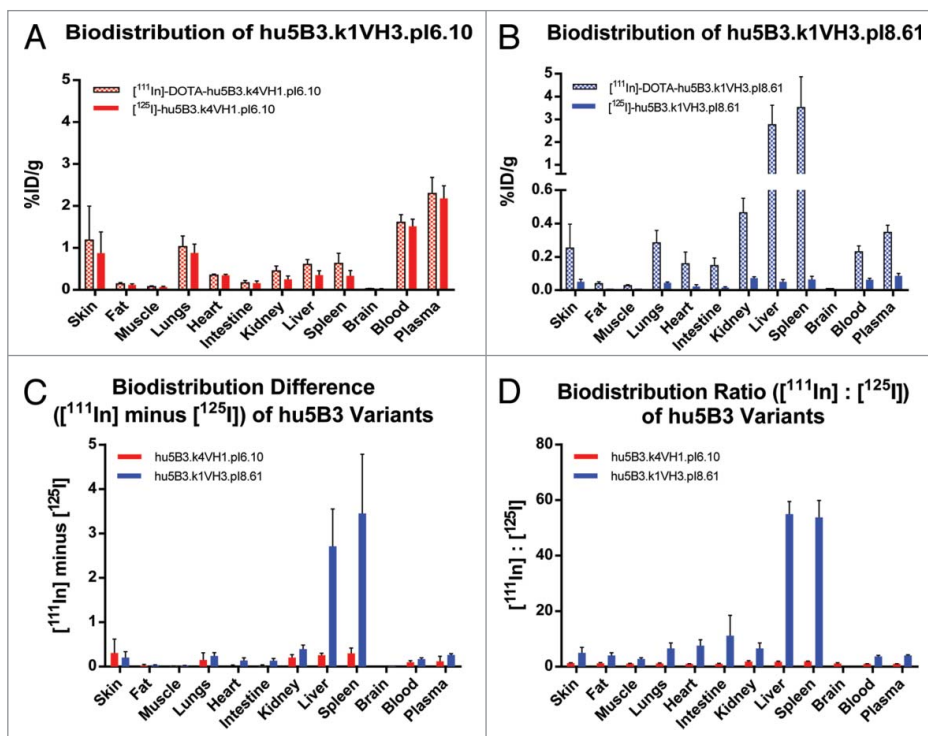 A Biodistribution of hu5B3.k1VH3.pI6.10
[¹¹¹In]-DOTA-hu5B3.k4VH1.pI6.10
[¹²⁵I]-hu5B3.k4VH1.pI6.10
%ID/g
5
4
3
2
1
0
Skin Fat Muscle Lungs Heart Intestine Kidney Liver Spleen Brain Blood Plasma
B Biodistribution of hu5B3.k1VH3.pI8.61
[¹¹¹In]-DOTA-hu5B3.k1VH3.pI8.61
[¹²⁵I]-hu5B3.k1VH3.pI8.61
%ID/g
5
4
3
2
1
0.6
0.4
0.2
0.0
Skin Fat Muscle Lungs Heart Intestine Kidney Liver Spleen Brain Blood Plasma
C Biodistribution Difference
([¹¹¹In] minus [¹²⁵I]) of hu5B3 Variants
hu5B3.k4VH1.pI6.10
hu5B3.k1VH3.pI8.61
[¹¹¹In] minus [¹²⁵I]
5
4
3
2
1
0
Skin Fat Muscle Lungs Heart Intestine Kidney Liver Spleen Brain Blood Plasma
D Biodistribution Ratio ([¹¹¹In] : [¹²⁵I])
of hu5B3 Variants
hu5B3.k4VH1.pI6.10
hu5B3.k1VH3.pI8.61
[¹¹¹In] : [¹²⁵I]
80
60
40
20
0
Skin Fat Muscle Lungs Heart Intestine Kidney Liver Spleen Brain Blood Plasma